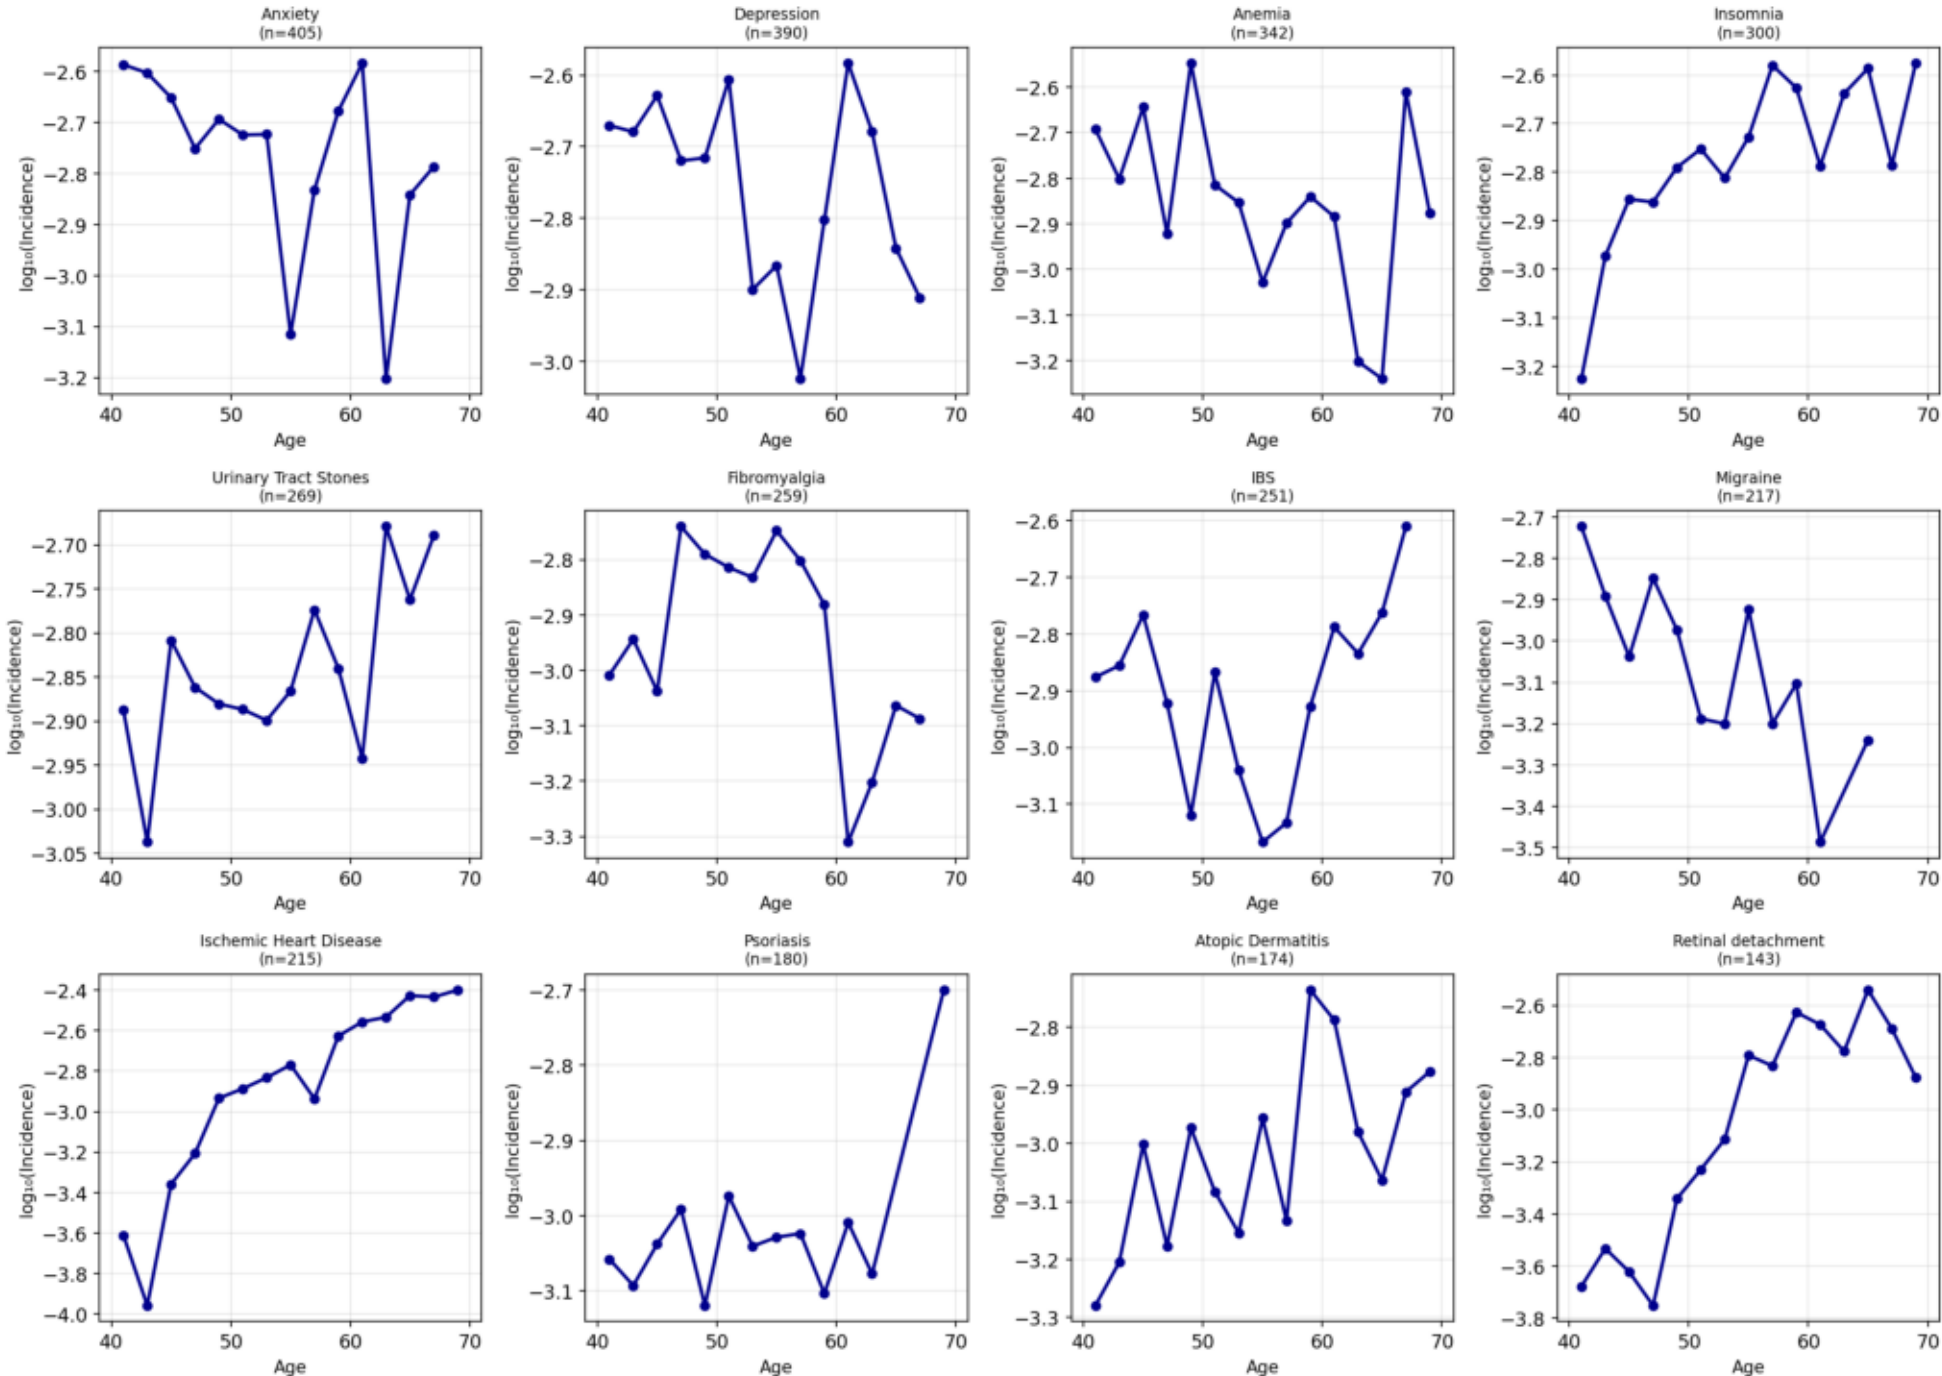 Anxiety
(n=405)
log₁₀(Incidence)
−2.6
−2.7
−2.8
−2.9
−3.0
−3.1
−3.2
40 50 60 70
Age
Depression
(n=390)
log₁₀(Incidence)
−2.6
−2.7
−2.8
−2.9
−3.0
40 50 60 70
Age
Anemia
(n=342)
log₁₀(Incidence)
−2.6
−2.7
−2.8
−2.9
−3.0
−3.1
−3.2
40 50 60 70
Age
Insomnia
(n=300)
log₁₀(Incidence)
−2.6
−2.7
−2.8
−2.9
−3.0
−3.1
−3.2
40 50 60 70
Age
Urinary Tract Stones
(n=269)
log₁₀(Incidence)
−2.70
−2.75
−2.80
−2.85
−2.90
−2.95
−3.00
−3.05
40 50 60 70
Age
Fibromyalgia
(n=259)
log₁₀(Incidence)
−2.8
−2.9
−3.0
−3.1
−3.2
−3.3
40 50 60 70
Age
IBS
(n=251)
log₁₀(Incidence)
−2.6
−2.7
−2.8
−2.9
−3.0
−3.1
40 50 60 70
Age
Migraine
(n=217)
log₁₀(Incidence)
−2.7
−2.8
−2.9
−3.0
−3.1
−3.2
−3.3
−3.4
−3.5
40 50 60 70
Age
Ischemic Heart Disease
(n=215)
log₁₀(Incidence)
−2.4
−2.6
−2.8
−3.0
−3.2
−3.4
−3.6
−3.8
−4.0
40 50 60 70
Age
Psoriasis
(n=180)
log₁₀(Incidence)
−2.7
−2.8
−2.9
−3.0
−3.1
40 50 60 70
Age
Atopic Dermatitis
(n=174)
log₁₀(Incidence)
−2.8
−2.9
−3.0
−3.1
−3.2
−3.3
40 50 60 70
Age
Retinal detachment
(n=143)
log₁₀(Incidence)
−2.6
−2.8
−3.0
−3.2
−3.4
−3.6
−3.8
40 50 60 70
Age